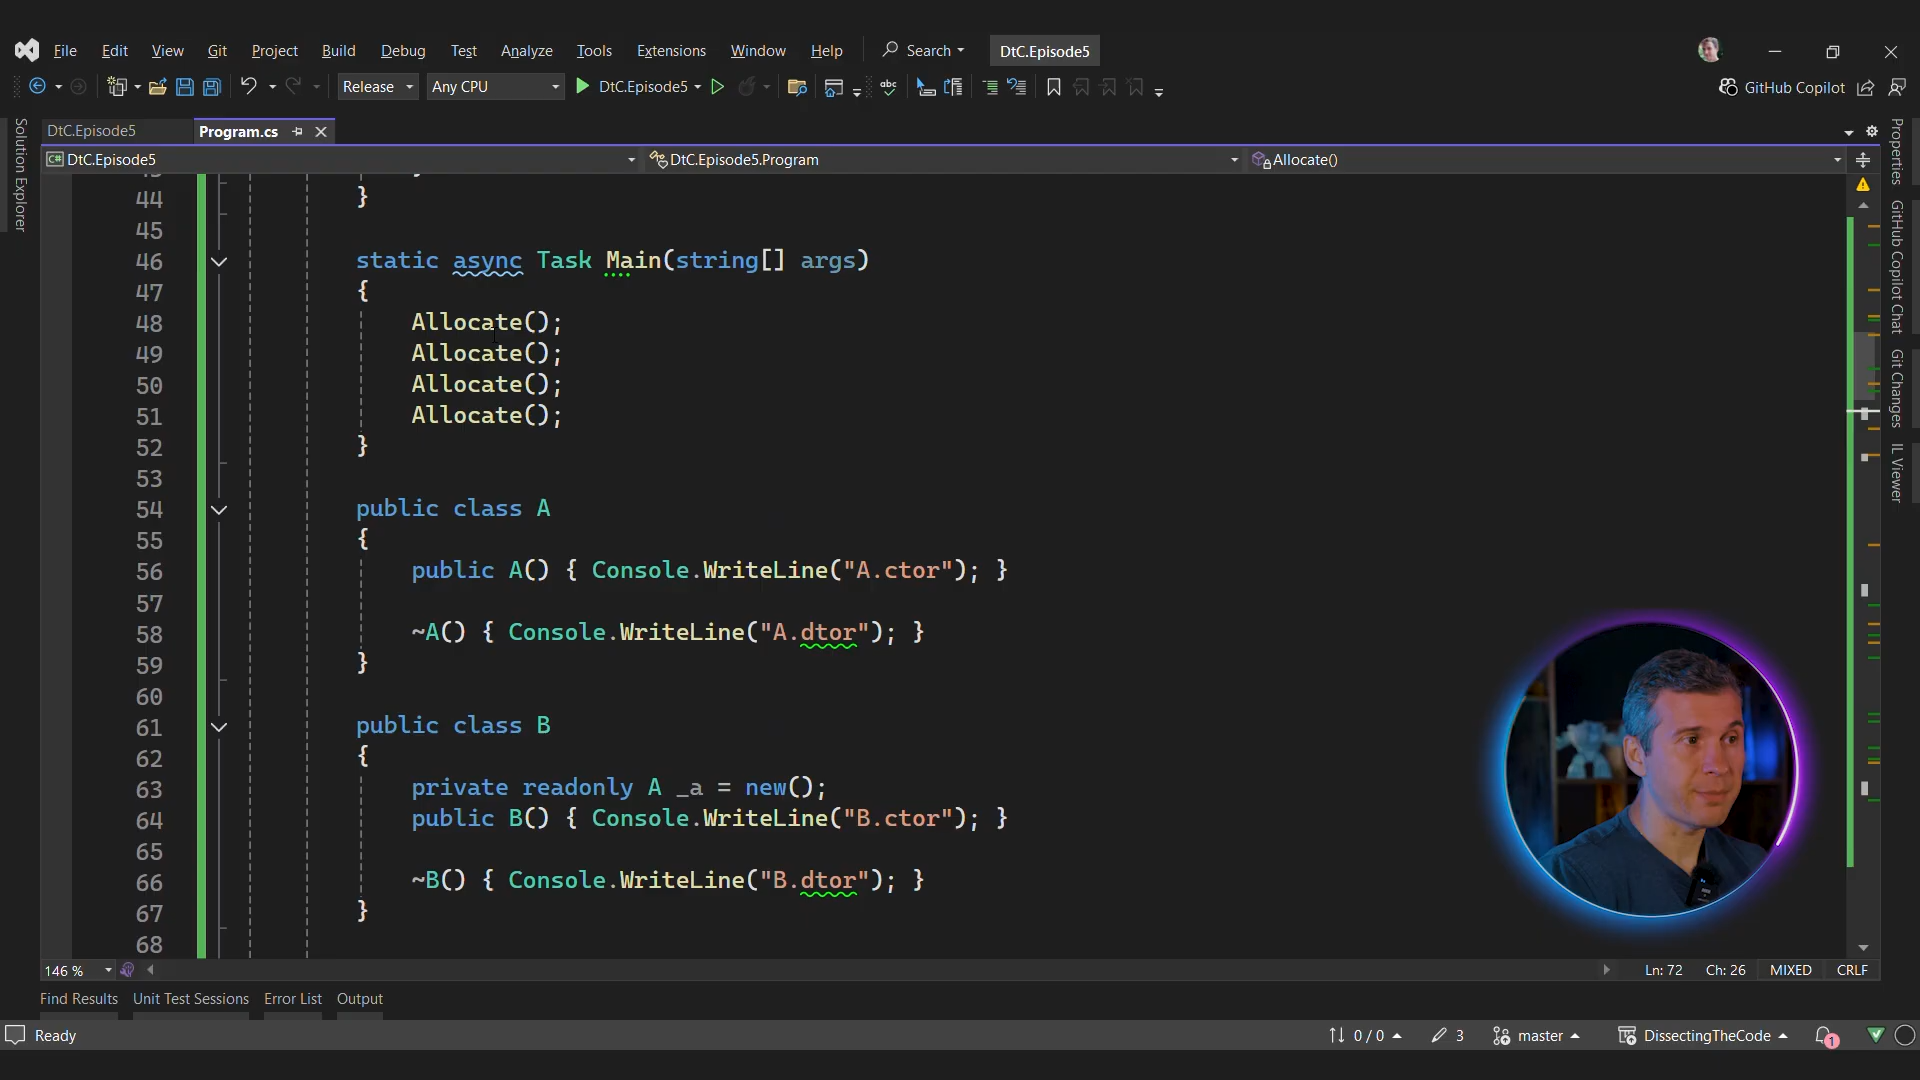 File Edit View Git Project Build Debug Test Analyze Tools Extensions Window Help Search DtC.Episode5
Release Any CPU DtC.Episode5 abc GitHub Copilot
DtC.Episode5 Program.cs
C# DtC.Episode5 DtC.Episode5.Program Allocate()
Solution Explorer
Properties
GitHub Copilot Chat
Git Changes
IL Viewer
44 }
45
46 static async Task Main(string[] args)
47 {
48 Allocate();
49 Allocate();
50 Allocate();
51 Allocate();
52 }
53
54 public class A
55 {
56 public A() { Console.WriteLine("A.ctor"); }
57
58 ~A() { Console.WriteLine("A.dtor"); }
59 }
60
61 public class B
62 {
63 private readonly A _a = new();
64 public B() { Console.WriteLine("B.ctor"); }
65
66 ~B() { Console.WriteLine("B.dtor"); }
67 }
68
146 % Ln: 72 Ch: 26 MIXED CRLF
Find Results Unit Test Sessions Error List Output
Ready 0 / 0 3 master DissectingTheCode 1